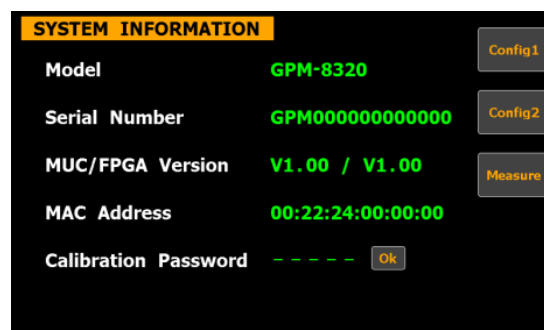 SYSTEM INFORMATION
Config1
Model GPM-8320
Serial Number GPM000000000000
Config2
MUC/FPGA Version V1.00 / V1.00
Measure
MAC Address 00:22:24:00:00:00
Calibration Password - - - - - Ok